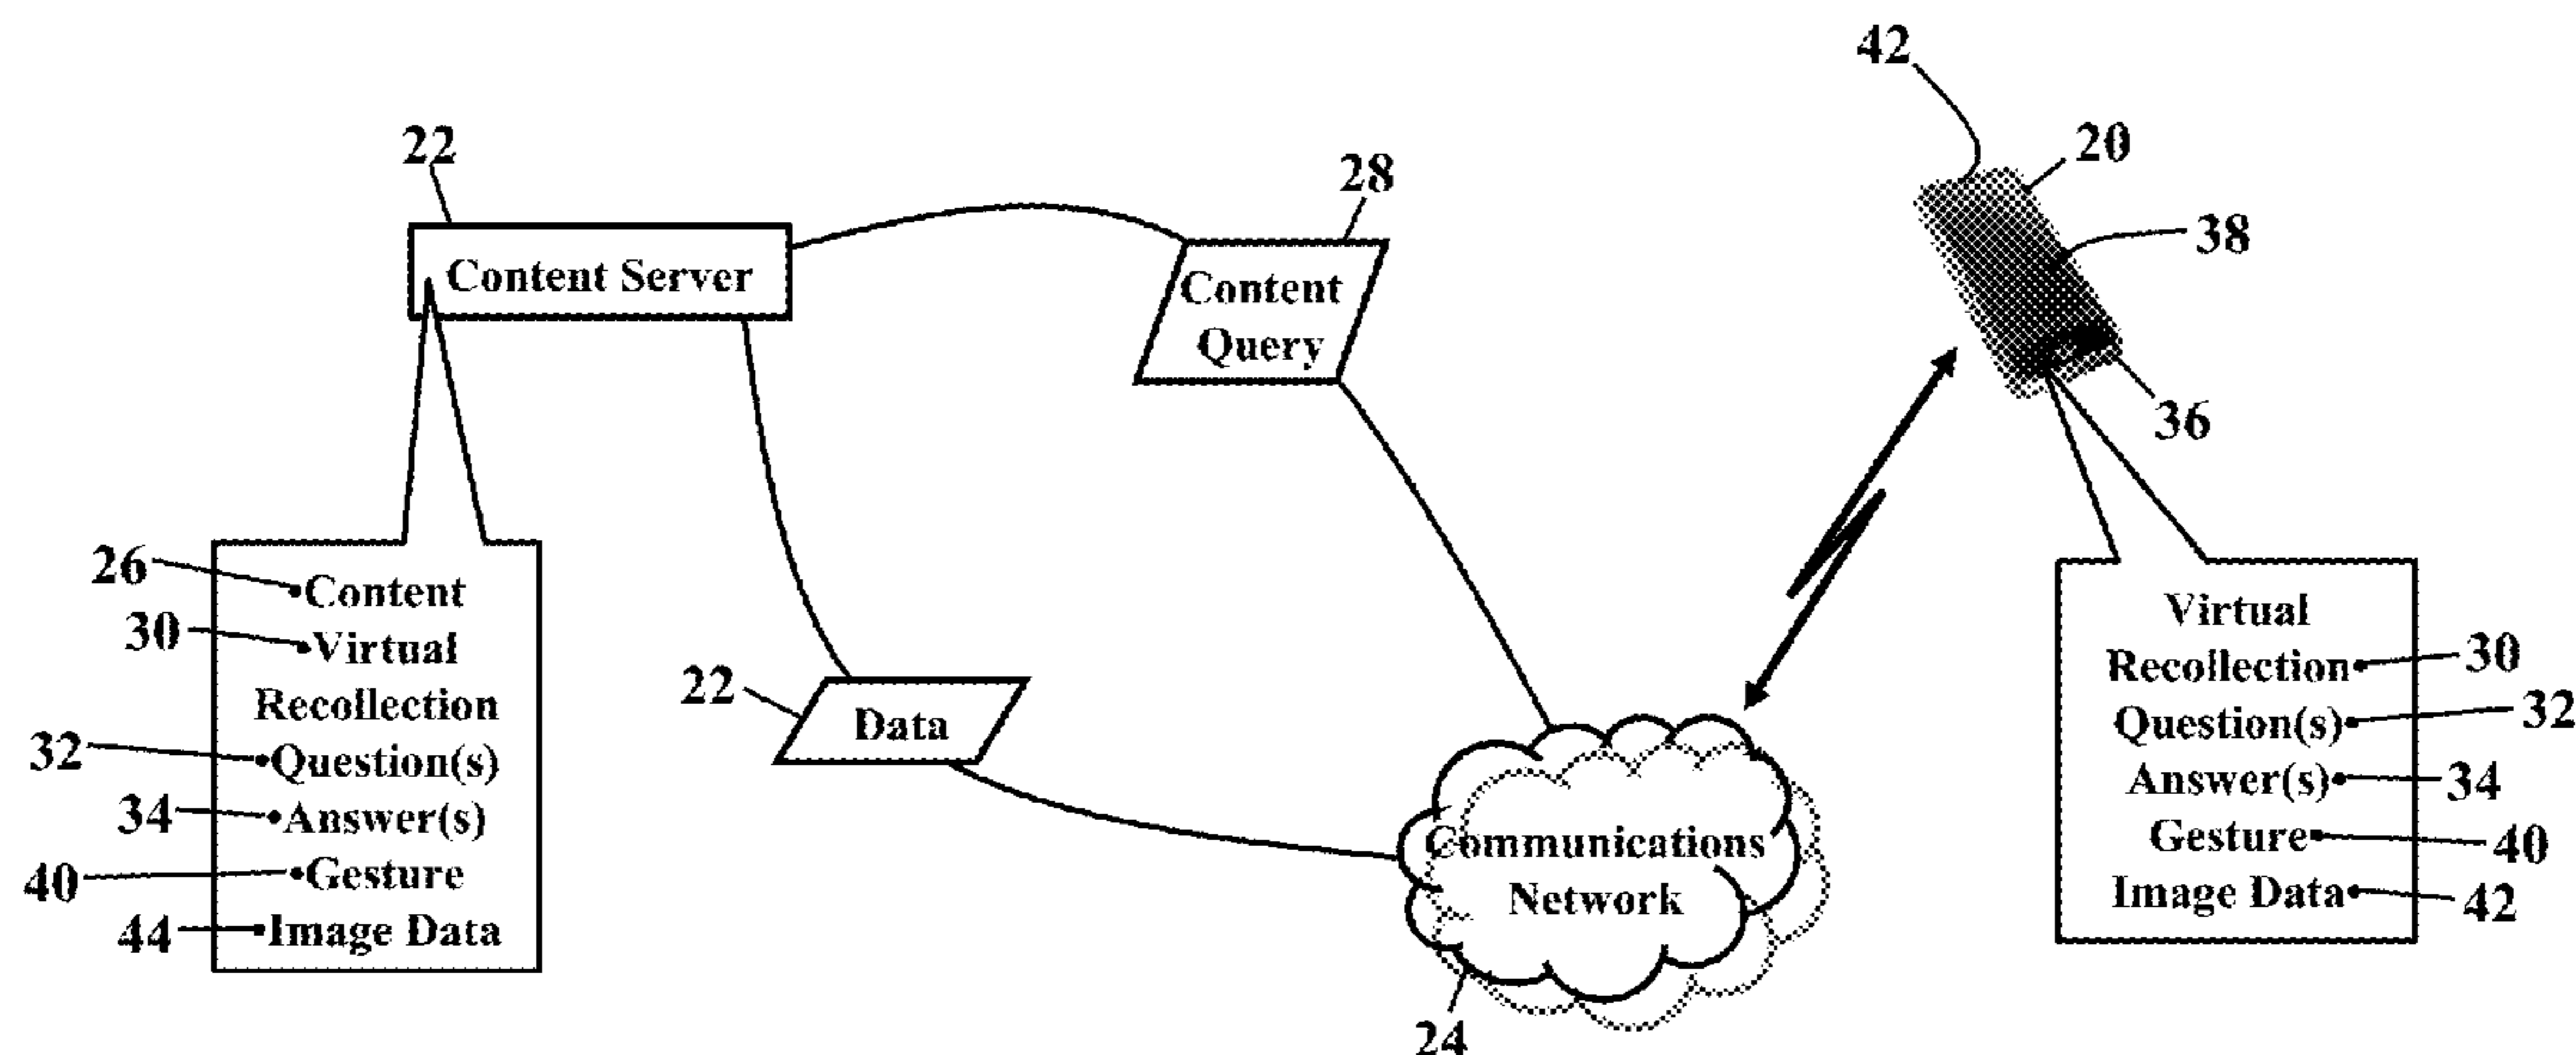 42
20
38
36
22
Content Server
28
Content
Query
26
Content
30
Virtual
Recollection
32
Question(s)
34
Answer(s)
40
Gesture
44
Image Data
22
Data
Communications
Network
24
Virtual
Recollection
30
Question(s)
32
Answer(s)
34
Gesture
40
Image Data
42